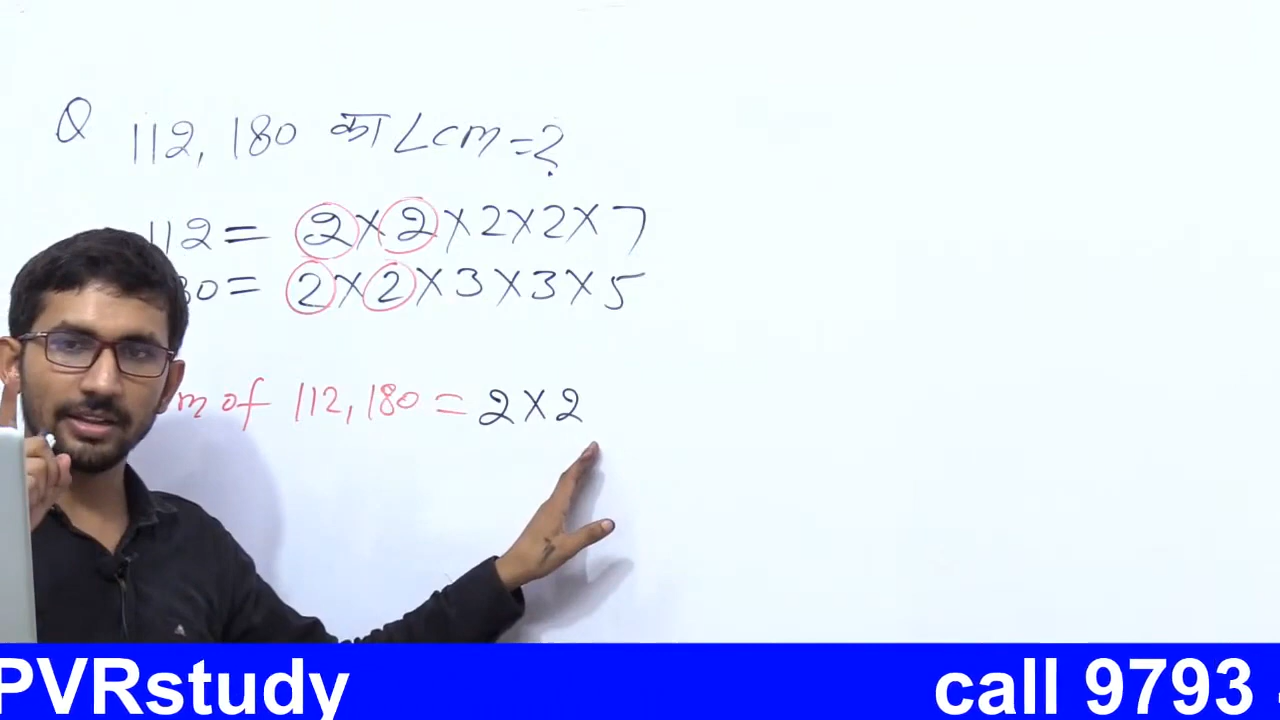 Q 112, 180 का Lcm=?
112= 2×2×2×2×7
80= 2×2×3×3×5
m of 112,180 = 2×2
PVRstudy call 9793